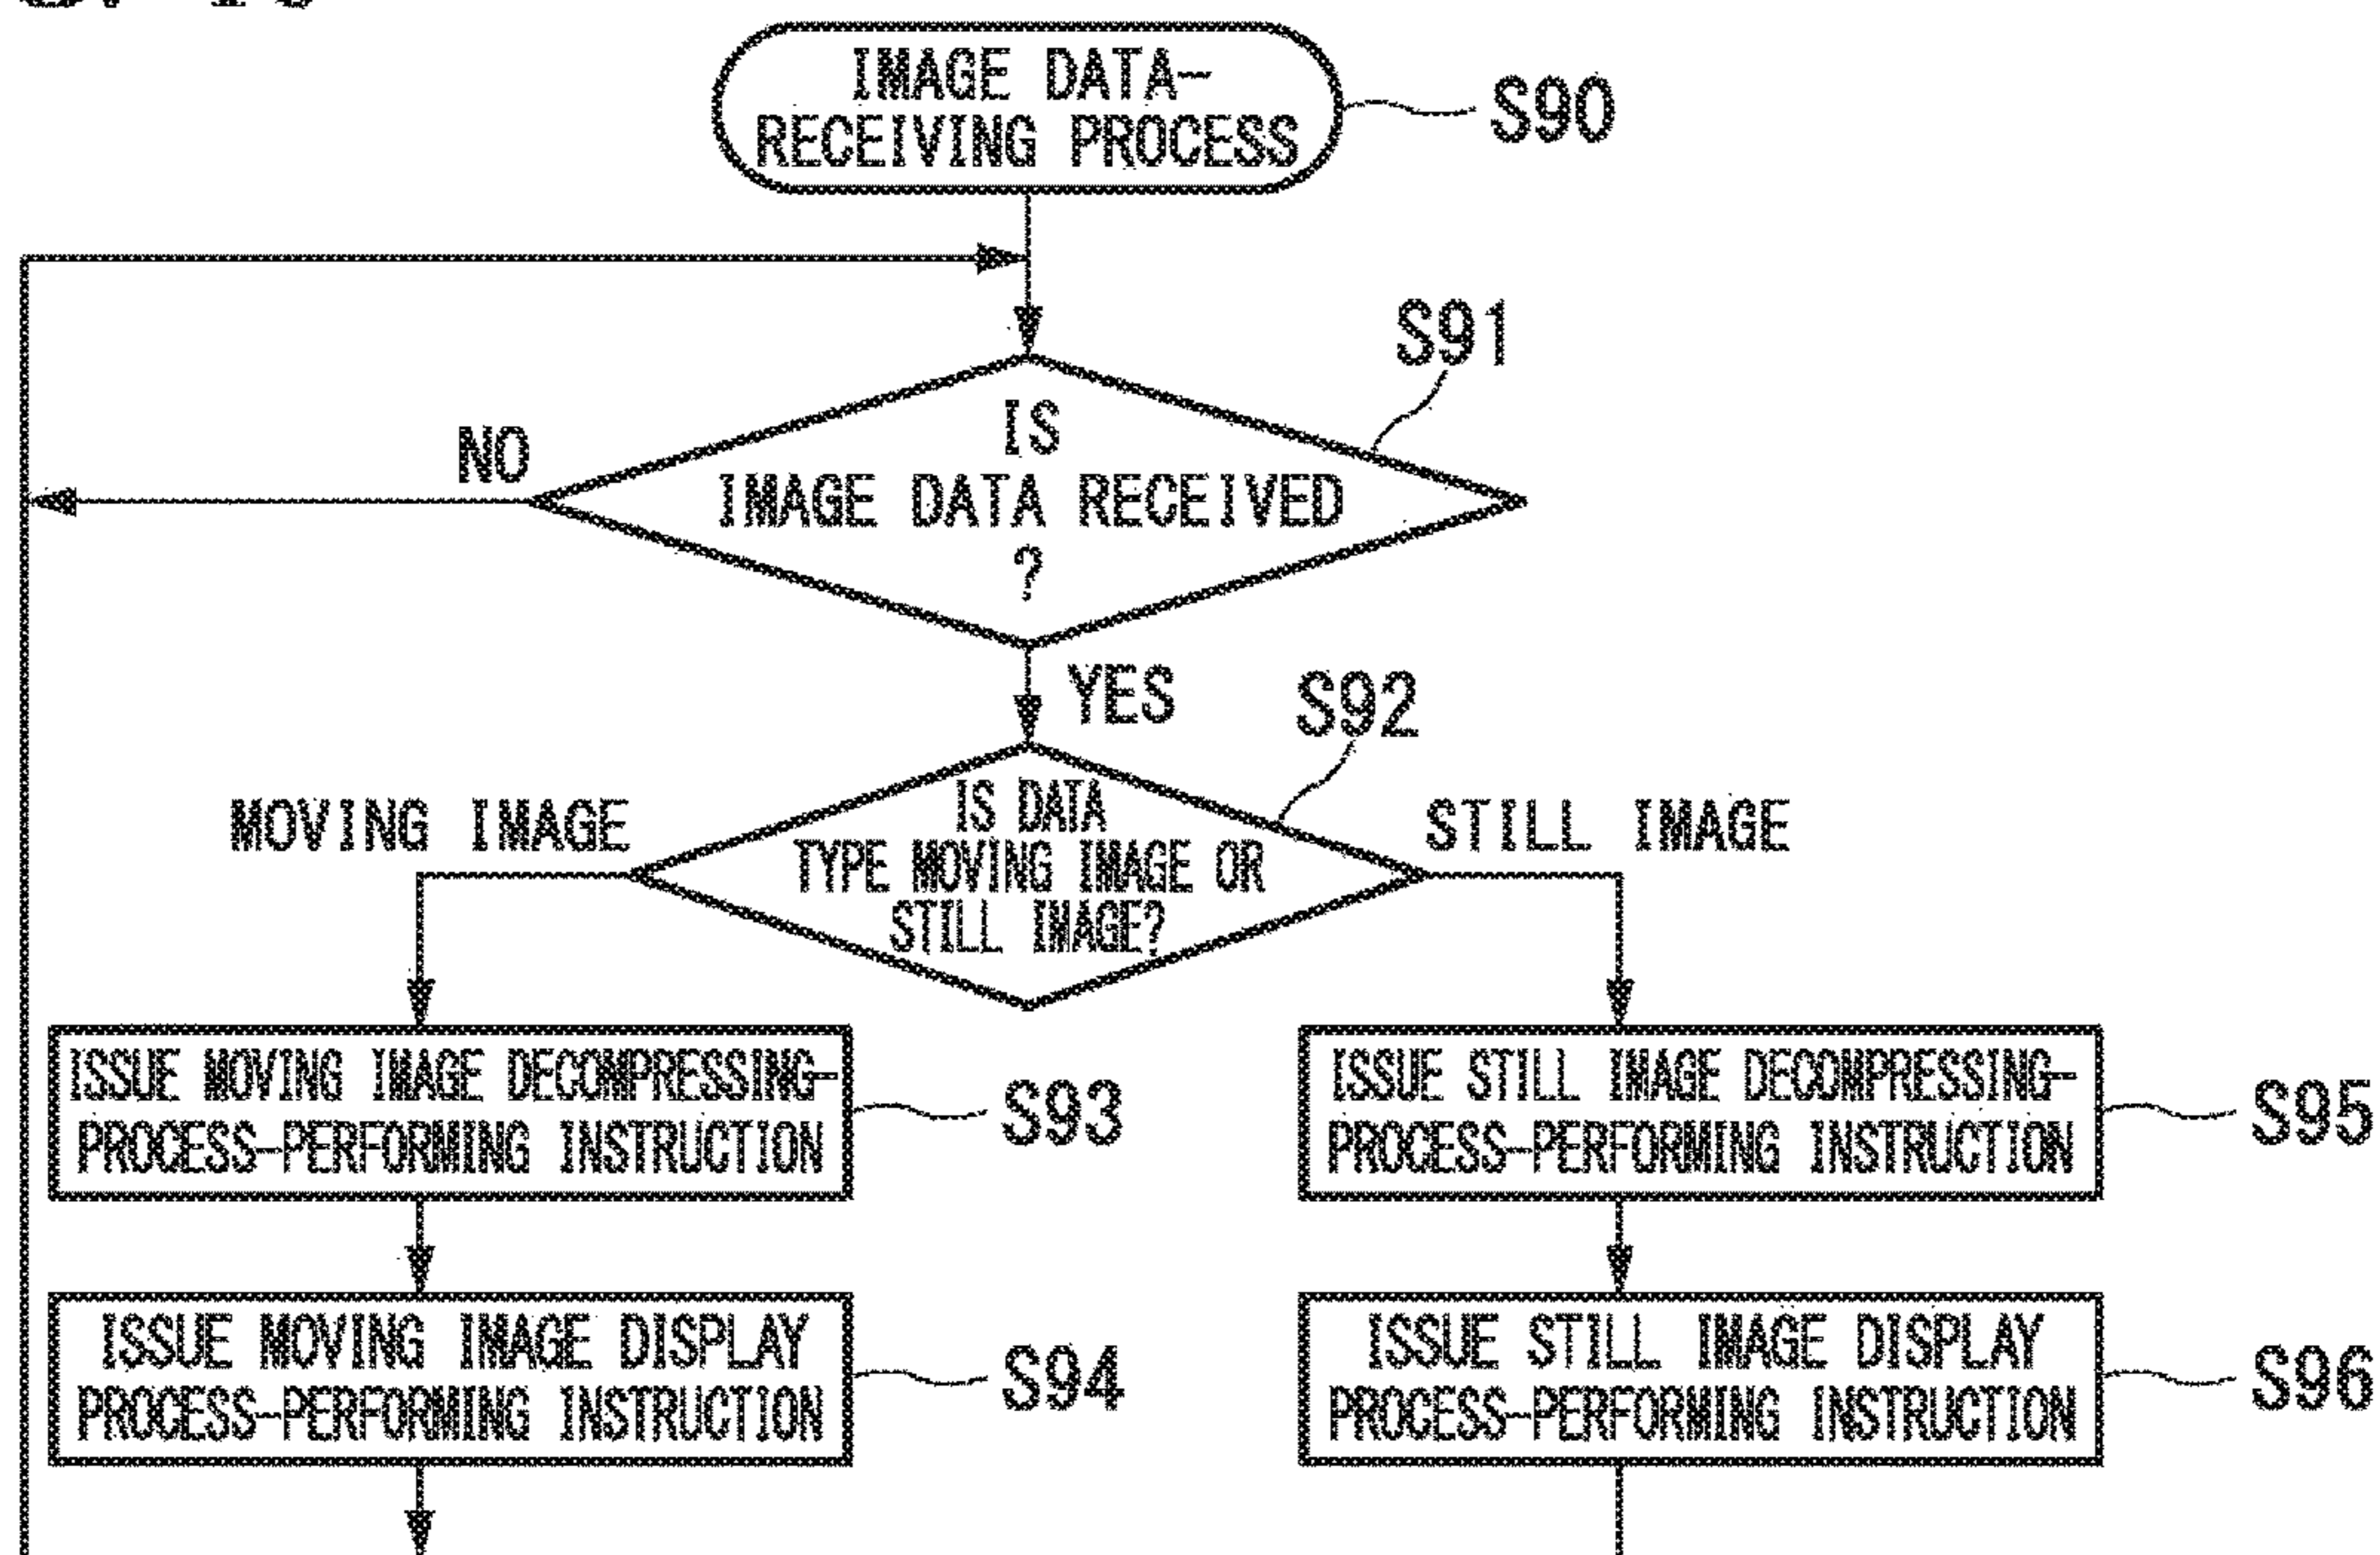 IMAGE DATA-
RECEIVING PROCESS
S90
S91
IS
IMAGE DATA RECEIVED
?
NO
YES
S92
IS DATA
TYPE MOVING IMAGE OR
STILL IMAGE?
MOVING IMAGE
STILL IMAGE
ISSUE MOVING IMAGE DECOMPRESSING-
PROCESS-PERFORMING INSTRUCTION
S93
ISSUE STILL IMAGE DECOMPRESSING-
PROCESS-PERFORMING INSTRUCTION
S95
ISSUE MOVING IMAGE DISPLAY
PROCESS-PERFORMING INSTRUCTION
S94
ISSUE STILL IMAGE DISPLAY
PROCESS-PERFORMING INSTRUCTION
S96